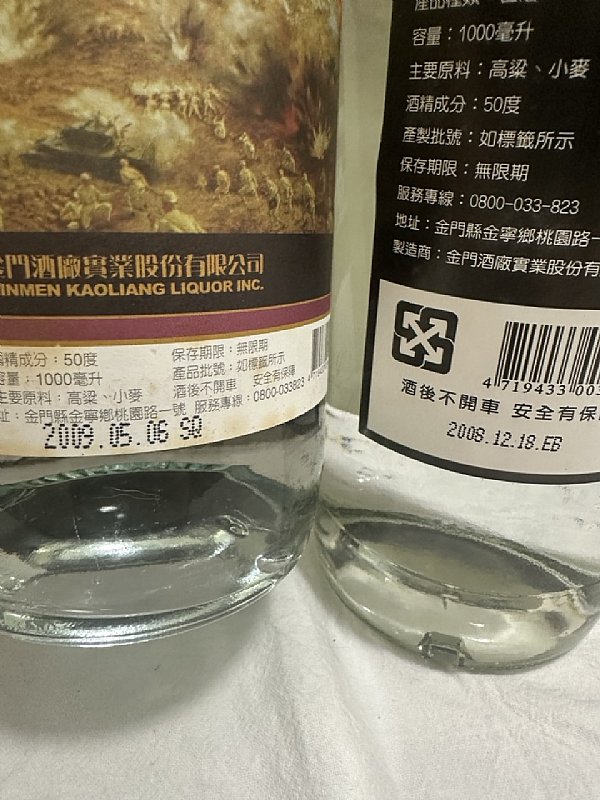 金門酒廠實業股份有限公司
KINMEN KAOLIANG LIQUOR INC.
酒精成分：50度
容量：1000毫升
主要原料：高粱、小麥
地址：金門縣金寧鄉桃園路一號
保存期限：無限期
產品批號：如標籤所示
酒後不開車 安全有保障
服務專線：0800-033823
2009.05.06 SQ
容量：1000毫升
主要原料：高粱、小麥
酒精成分：50度
產製批號：如標籤所示
保存期限：無限期
服務專線：0800-033-823
地址：金門縣金寧鄉桃園路一
製造商：金門酒廠實業股份有
4 719433 003
酒後不開車 安全有保
2008.12.18.EB